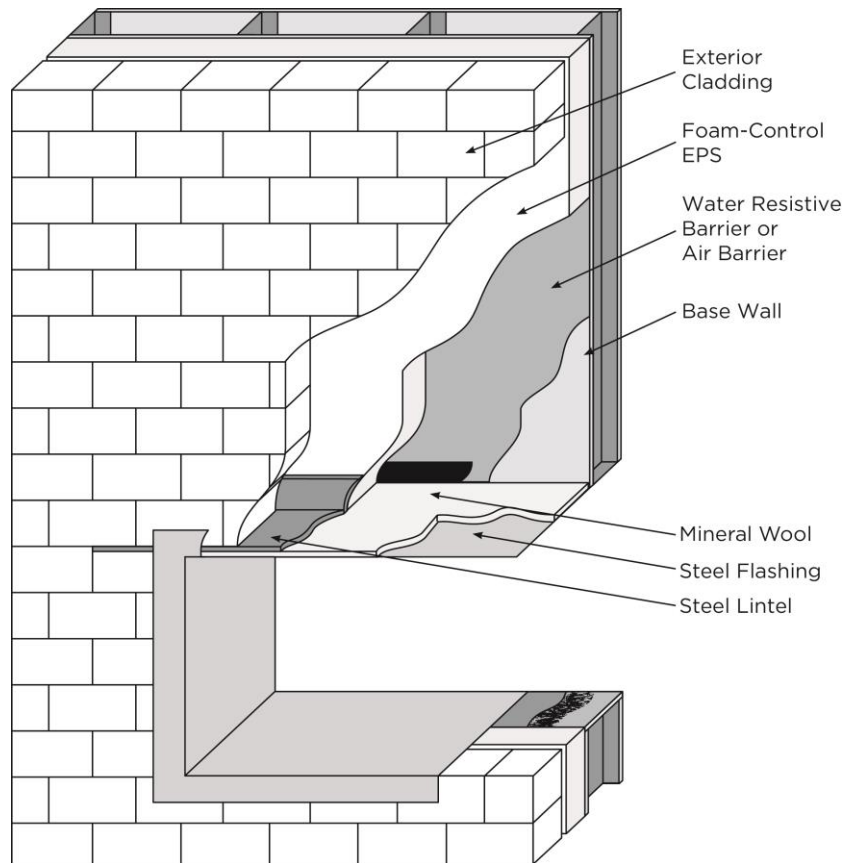 Exterior
Cladding
Foam-Control
EPS
Water Resistive
Barrier or
Air Barrier
Base Wall
Mineral Wool
Steel Flashing
Steel Lintel